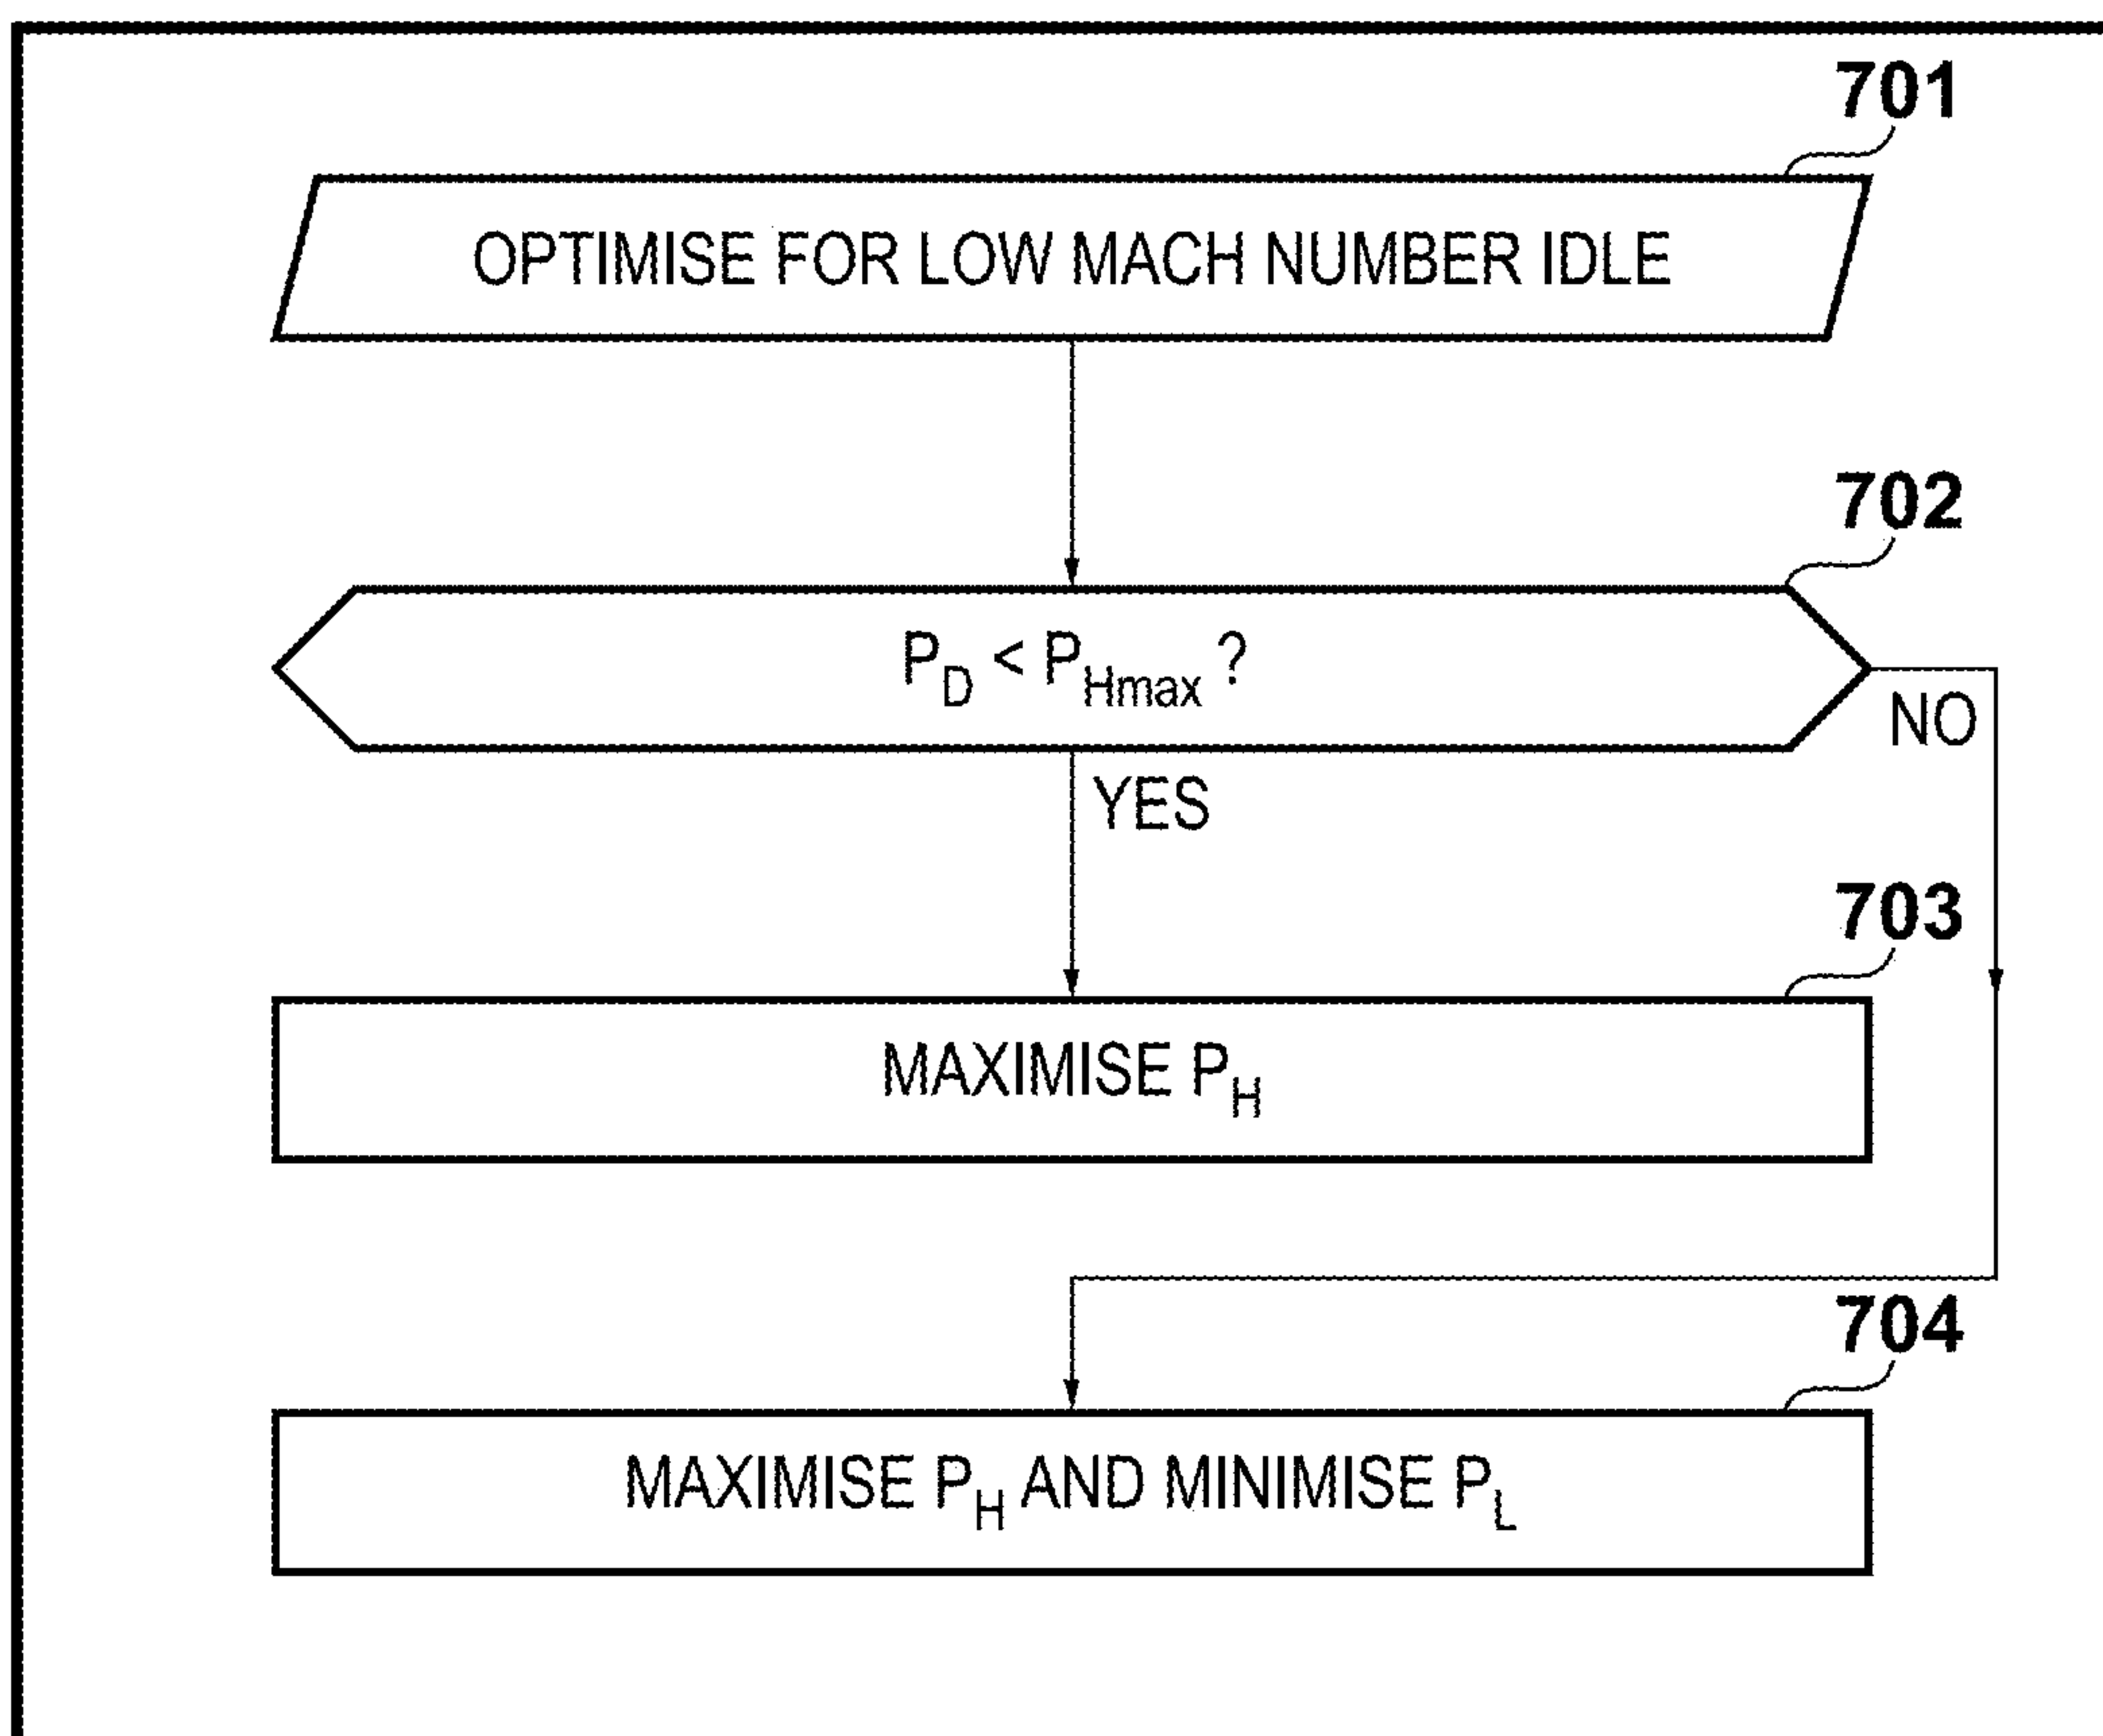 701
OPTIMISE FOR LOW MACH NUMBER IDLE
702
P_D < P_Hmax ?
NO
YES
703
MAXIMISE P_H
704
MAXIMISE P_H AND MINIMISE P_L